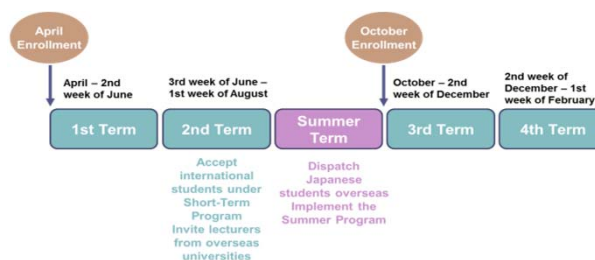 April
Enrollment
October
Enrollment
April – 2nd
week of June
3rd week of June –
1st week of August
October – 2nd
week of December
2nd week of
December – 1st
week of February
1st Term
2nd Term
Summer
Term
3rd Term
4th Term
Accept
international
students under
Short-Term
Program
Invite lecturers
from overseas
universities
Dispatch
Japanese
students overseas
Implement the
Summer Program